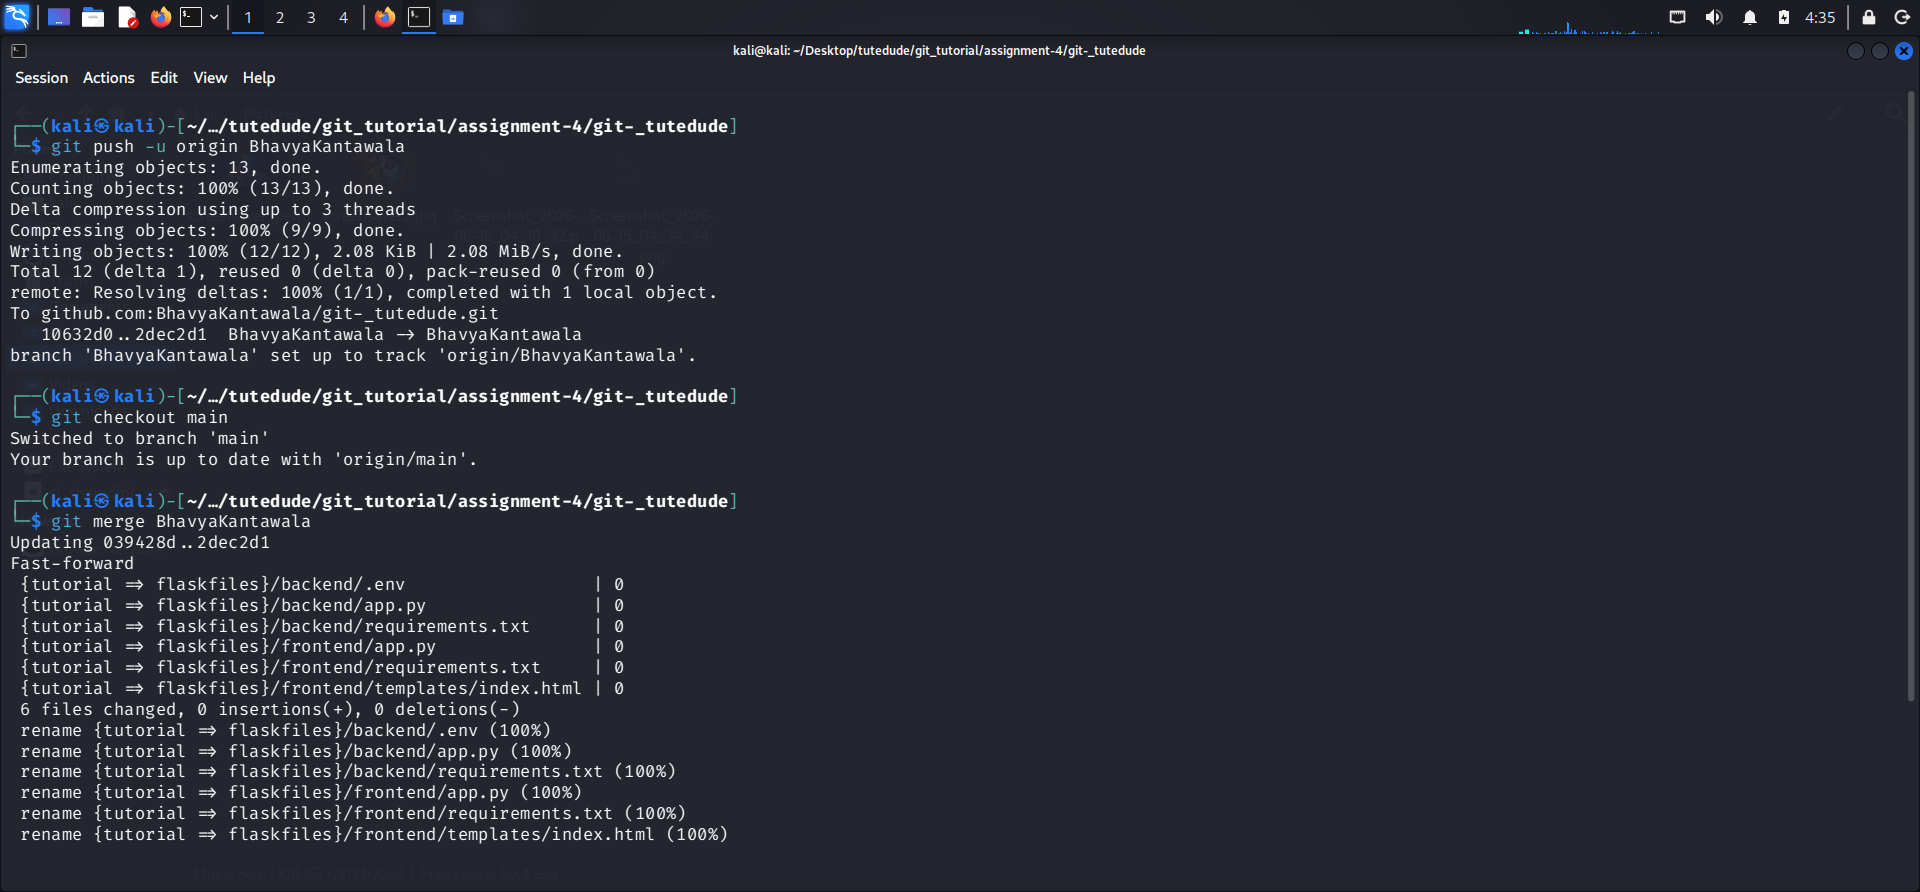 1 2 3 4 4:35
kali@kali: ~/Desktop/tutedude/git_tutorial/assignment-4/git-_tutedude
Session Actions Edit View Help
┌──(kali㉿kali)-[~/…/tutedude/git_tutorial/assignment-4/git-_tutedude]
└─$ git push -u origin BhavyaKantawala
Enumerating objects: 13, done.
Counting objects: 100% (13/13), done.
Delta compression using up to 3 threads
Compressing objects: 100% (9/9), done.
Writing objects: 100% (12/12), 2.08 KiB | 2.08 MiB/s, done.
Total 12 (delta 1), reused 0 (delta 0), pack-reused 0 (from 0)
remote: Resolving deltas: 100% (1/1), completed with 1 local object.
To github.com:BhavyaKantawala/git-_tutedude.git
   10632d0..2dec2d1  BhavyaKantawala -> BhavyaKantawala
branch 'BhavyaKantawala' set up to track 'origin/BhavyaKantawala'.
┌──(kali㉿kali)-[~/…/tutedude/git_tutorial/assignment-4/git-_tutedude]
└─$ git checkout main
Switched to branch 'main'
Your branch is up to date with 'origin/main'.
┌──(kali㉿kali)-[~/…/tutedude/git_tutorial/assignment-4/git-_tutedude]
└─$ git merge BhavyaKantawala
Updating 039428d..2dec2d1
Fast-forward
 {tutorial => flaskfiles}/backend/.env                  | 0
 {tutorial => flaskfiles}/backend/app.py                | 0
 {tutorial => flaskfiles}/backend/requirements.txt      | 0
 {tutorial => flaskfiles}/frontend/app.py               | 0
 {tutorial => flaskfiles}/frontend/requirements.txt     | 0
 {tutorial => flaskfiles}/frontend/templates/index.html | 0
 6 files changed, 0 insertions(+), 0 deletions(-)
 rename {tutorial => flaskfiles}/backend/.env (100%)
 rename {tutorial => flaskfiles}/backend/app.py (100%)
 rename {tutorial => flaskfiles}/backend/requirements.txt (100%)
 rename {tutorial => flaskfiles}/frontend/app.py (100%)
 rename {tutorial => flaskfiles}/frontend/requirements.txt (100%)
 rename {tutorial => flaskfiles}/frontend/templates/index.html (100%)